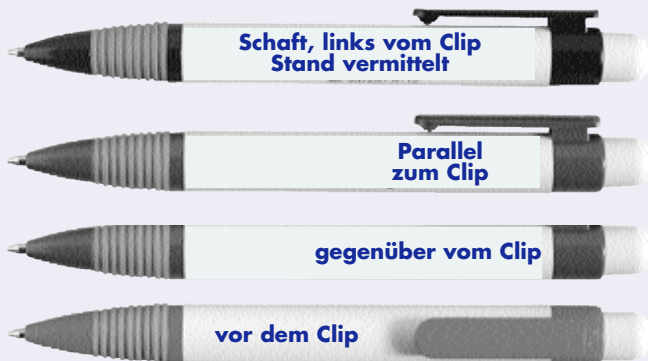 Schaft, links vom Clip
Stand vermittelt
Parallel
zum Clip
gegenüber vom Clip
vor dem Clip